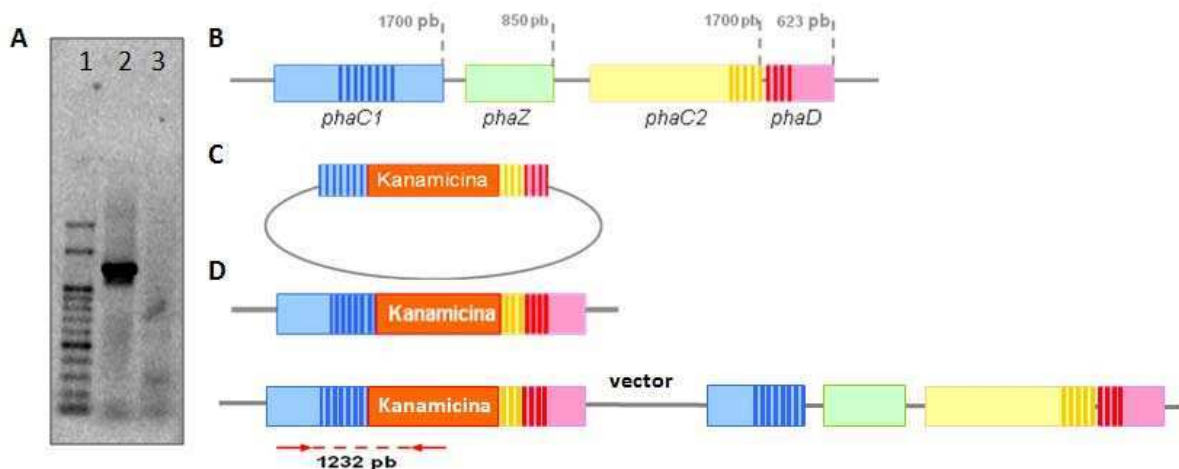 A
1 2 3
B
1700 pb 850 pb 1700 pb 623 pb
phaC1 phaZ phaC2 phaD
C
Kanamicina
D
Kanamicina
Kanamicina vector
1232 pb